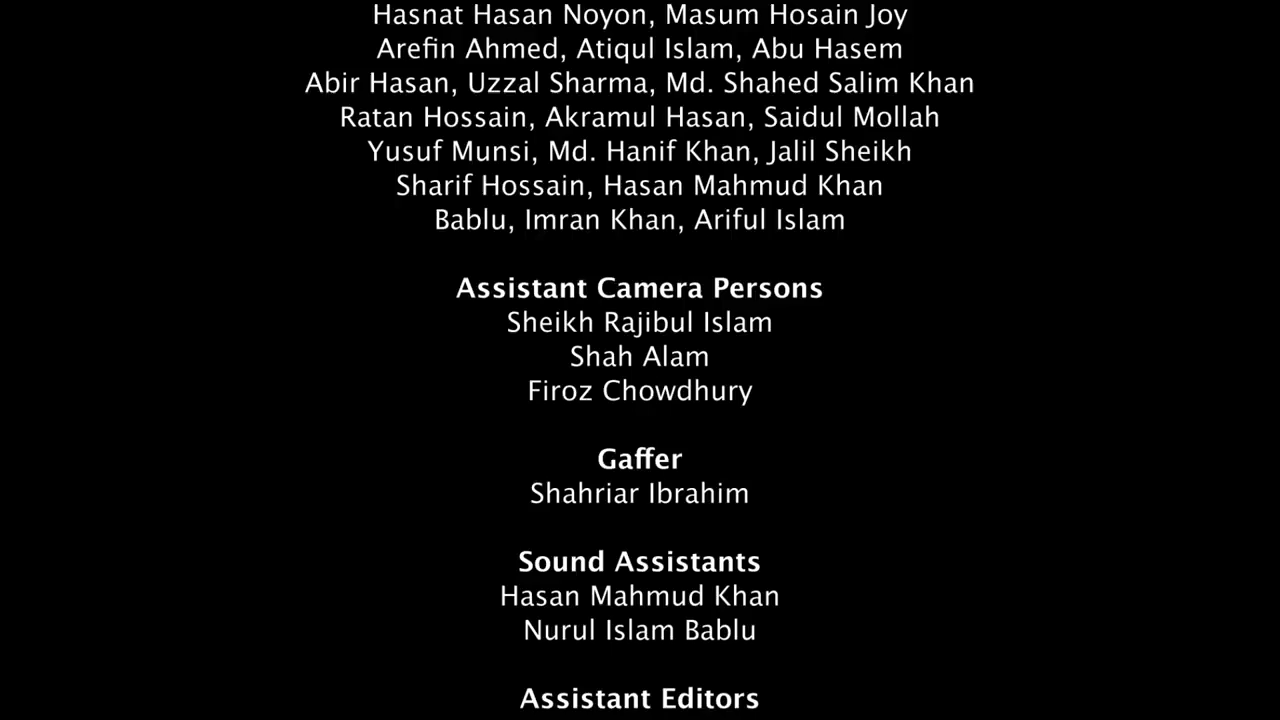 Hasnat Hasan Noyon, Masum Hosain Joy
Arefin Ahmed, Atiqul Islam, Abu Hasem
Abir Hasan, Uzzal Sharma, Md. Shahed Salim Khan
Ratan Hossain, Akramul Hasan, Saidul Mollah
Yusuf Munsi, Md. Hanif Khan, Jalil Sheikh
Sharif Hossain, Hasan Mahmud Khan
Bablu, Imran Khan, Ariful Islam
Assistant Camera Persons
Sheikh Rajibul Islam
Shah Alam
Firoz Chowdhury
Gaffer
Shahriar Ibrahim
Sound Assistants
Hasan Mahmud Khan
Nurul Islam Bablu
Assistant Editors